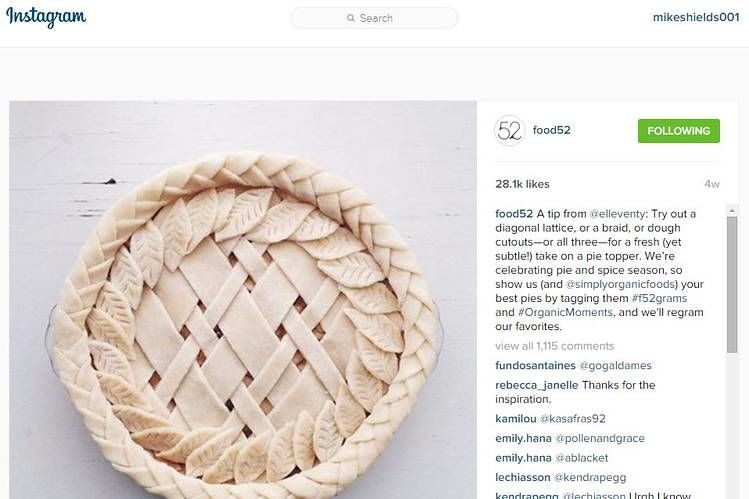 Instagram
Search
mikeshields001
52
food52
FOLLOWING
28.1k likes
4w
food52 A tip from @elleventy: Try out a
diagonal lattice, or a braid, or dough
cutouts—or all three—for a fresh (yet
subtle!) take on a pie topper. We're
celebrating pie and spice season, so
show us (and @simplyorganicfoods) your
best pies by tagging them #f52grams
and #OrganicMoments, and we'll regram
our favorites.
view all 1,115 comments
fundosantaines @gogaldames
rebecca_janelle Thanks for the
inspiration.
kamilou @kasafras92
emily.hana @pollenandgrace
emily.hana @ablacket
lechiasson @kendrapegg
kendrapegg @lechiasson Urgh I know